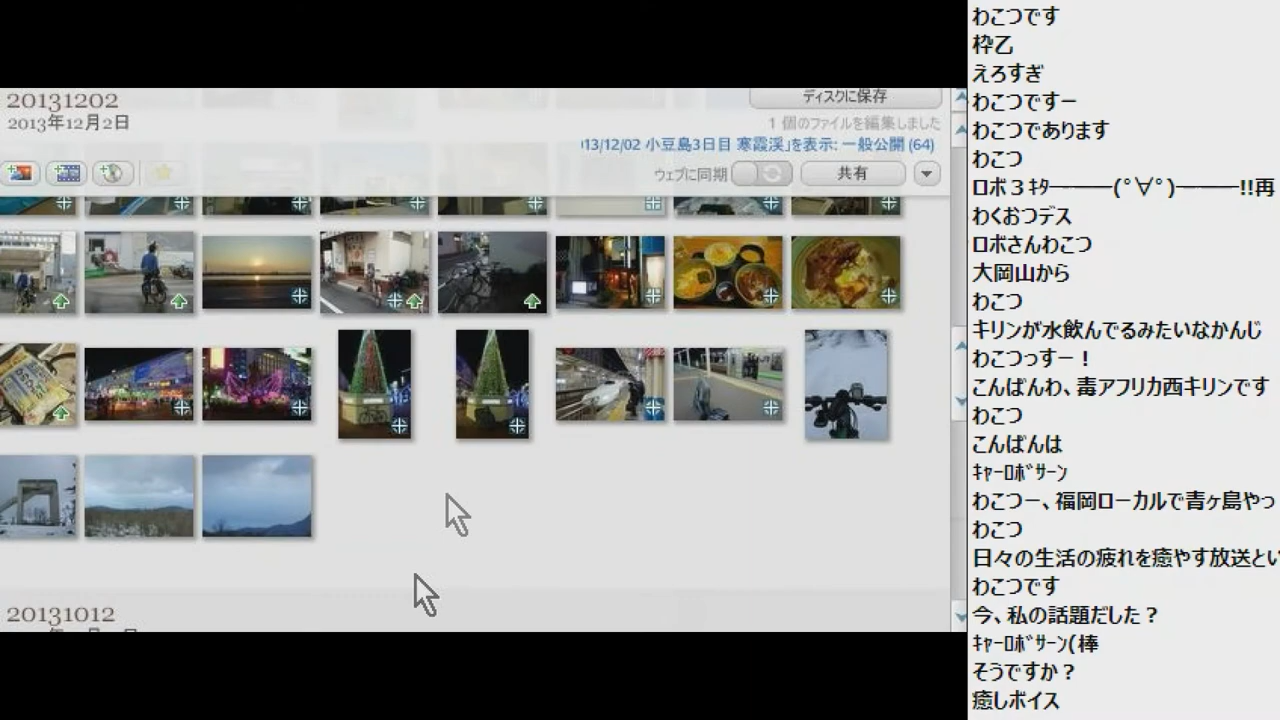 20131202
2013年12月2日
ディスクに保存
1 個のファイルを編集しました
13/12/02 小豆島3日目 寒霞渓」を表示: 一般公開 (64)
ウェブに同期
共有
20131012
わこつです
枠乙
えろすぎ
わこつですー
わこつであります
わこつ
ロボ３ｷﾀ━━━(ﾟ∀ﾟ)━━━!!再
わくおつデス
ロボさんわこつ
大岡山から
わこつ
キリンが水飲んでるみたいなかんじ
わこつっすー！
こんばんわ、毒アフリカ西キリンです
わこつ
こんばんは
ｷｬｰﾛﾎﾞｻｰﾝ
わこつー、福岡ローカルで青ヶ島やっ
わこつ
日々の生活の疲れを癒やす放送とい
わこつです
今、私の話題だした？
ｷｬｰﾛﾎﾞｻｰﾝ(棒
そうですか？
癒しボイス